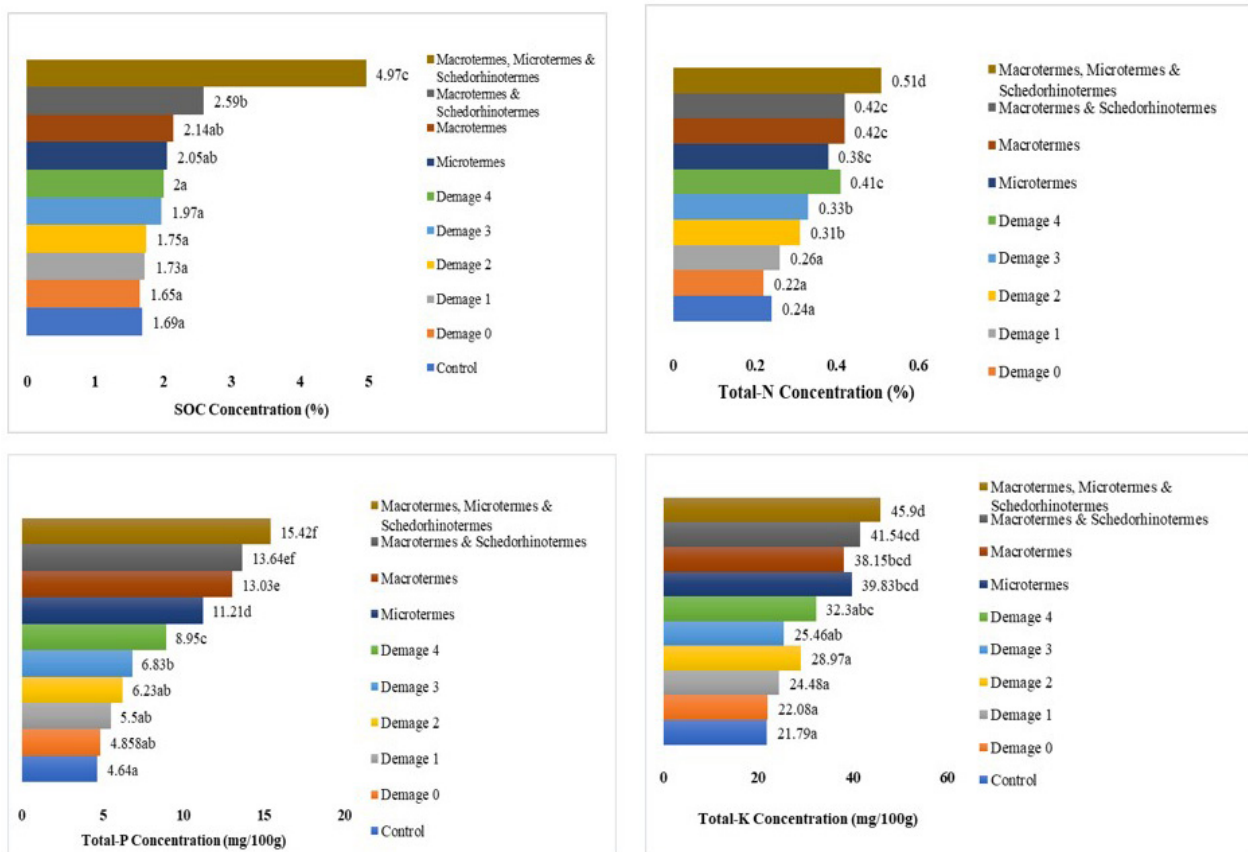 4.97c
2.59b
2.14ab
2.05ab
2a
1.97a
1.75a
1.73a
1.65a
1.69a
Macrotermes, Microtermes &
Schedorhinotermes
Macrotermes &
Schedorhinotermes
Macrotermes
Microtermes
Demage 4
Demage 3
Demage 2
Demage 1
Demage 0
Control
0 1 2 3 4 5
SOC Concentration (%)
0.51d
0.42c
0.42c
0.38c
0.41c
0.33b
0.31b
0.26a
0.22a
0.24a
Macrotermes, Microtermes &
Schedorhinotermes
Macrotermes & Schedorhinotermes
Macrotermes
Microtermes
Demage 4
Demage 3
Demage 2
Demage 1
Demage 0
0 0.2 0.4 0.6
Total-N Concentration (%)
15.42f
13.64ef
13.03e
11.21d
8.95c
6.83b
6.23ab
5.5ab
4.858ab
4.64a
Macrotermes, Microtermes &
Schedorhinotermes
Macrotermes & Schedorhinotermes
Macrotermes
Microtermes
Demage 4
Demage 3
Demage 2
Demage 1
Demage 0
Control
0 5 10 15 20
Total-P Concentration (mg/100g)
45.9d
41.54cd
38.15bcd
39.83bcd
32.3abc
25.46ab
28.97a
24.48a
22.08a
21.79a
Macrotermes, Microtermes &
Schedorhinotermes
Macrotermes & Schedorhinotermes
Macrotermes
Microtermes
Demage 4
Demage 3
Demage 2
Demage 1
Demage 0
Control
0 20 40 60
Total-K Concentration (mg/100g)